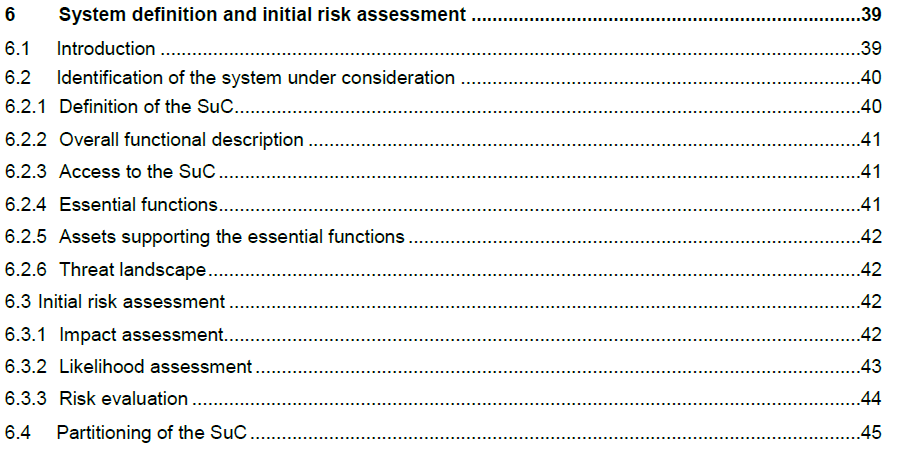 6 System definition and initial risk assessment ........................................................................39
6.1 Introduction ........................................................................39
6.2 Identification of the system under consideration ........................................................................40
6.2.1 Definition of the SuC........................................................................40
6.2.2 Overall functional description ........................................................................41
6.2.3 Access to the SuC ........................................................................41
6.2.4 Essential functions........................................................................41
6.2.5 Assets supporting the essential functions ........................................................................42
6.2.6 Threat landscape........................................................................42
6.3 Initial risk assessment ........................................................................42
6.3.1 Impact assessment........................................................................42
6.3.2 Likelihood assessment ........................................................................43
6.3.3 Risk evaluation ........................................................................44
6.4 Partitioning of the SuC ........................................................................45